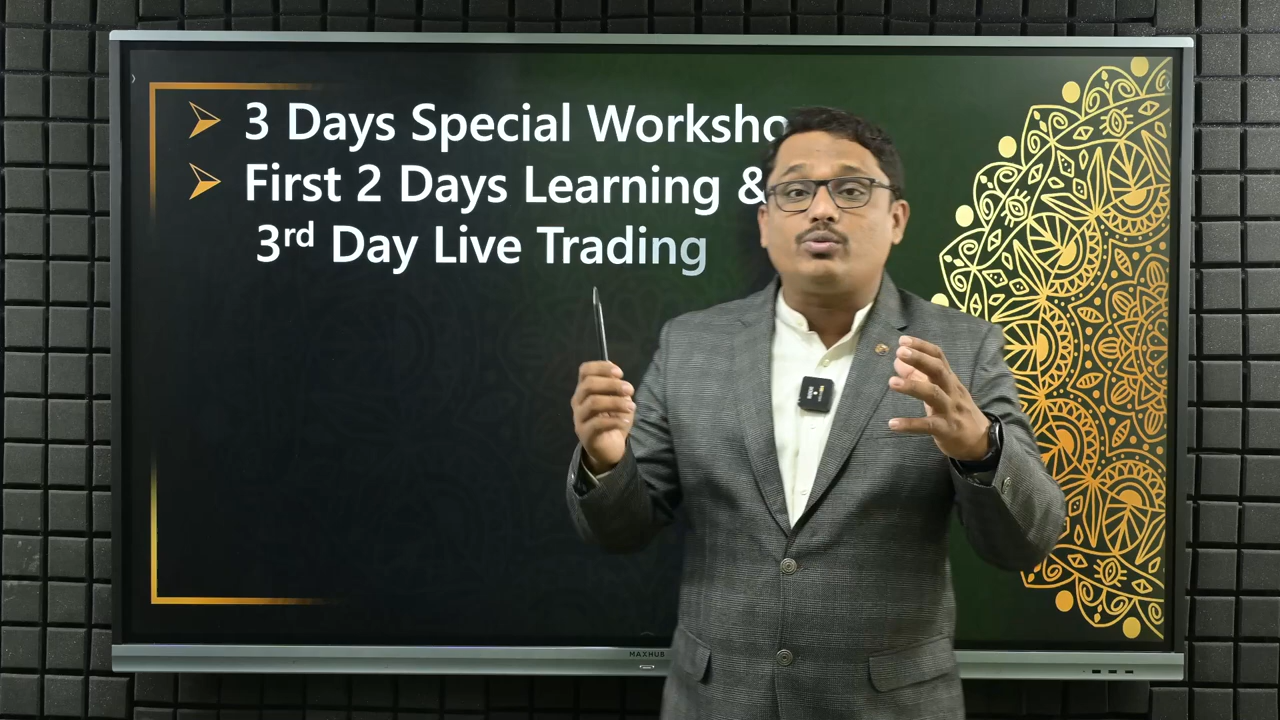 3 Days Special Worksho
First 2 Days Learning &
3rd Day Live Trading
MAXHUB